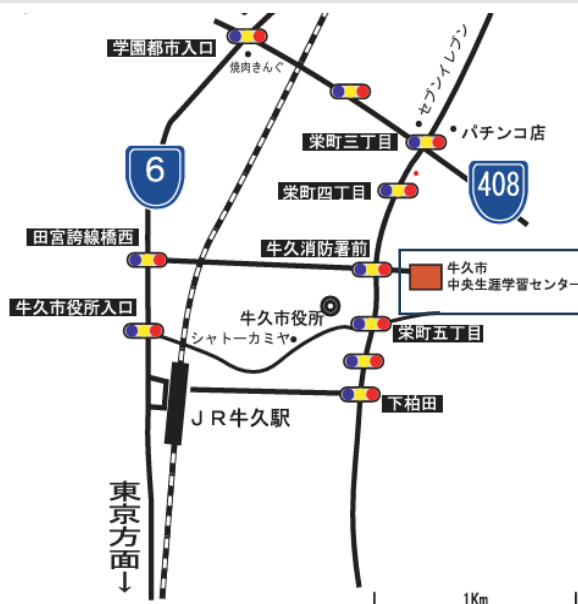 学園都市入口
焼肉きんぐ
セブンイレブン
パチンコ店
栄町三丁目
6
408
栄町四丁目
田宮跨線橋西
牛久消防署前
牛久市
中央生涯学習センター
牛久市役所入口
牛久市役所
シャトーカミヤ
栄町五丁目
下柏田
ＪＲ牛久駅
東京方面↓
1Km